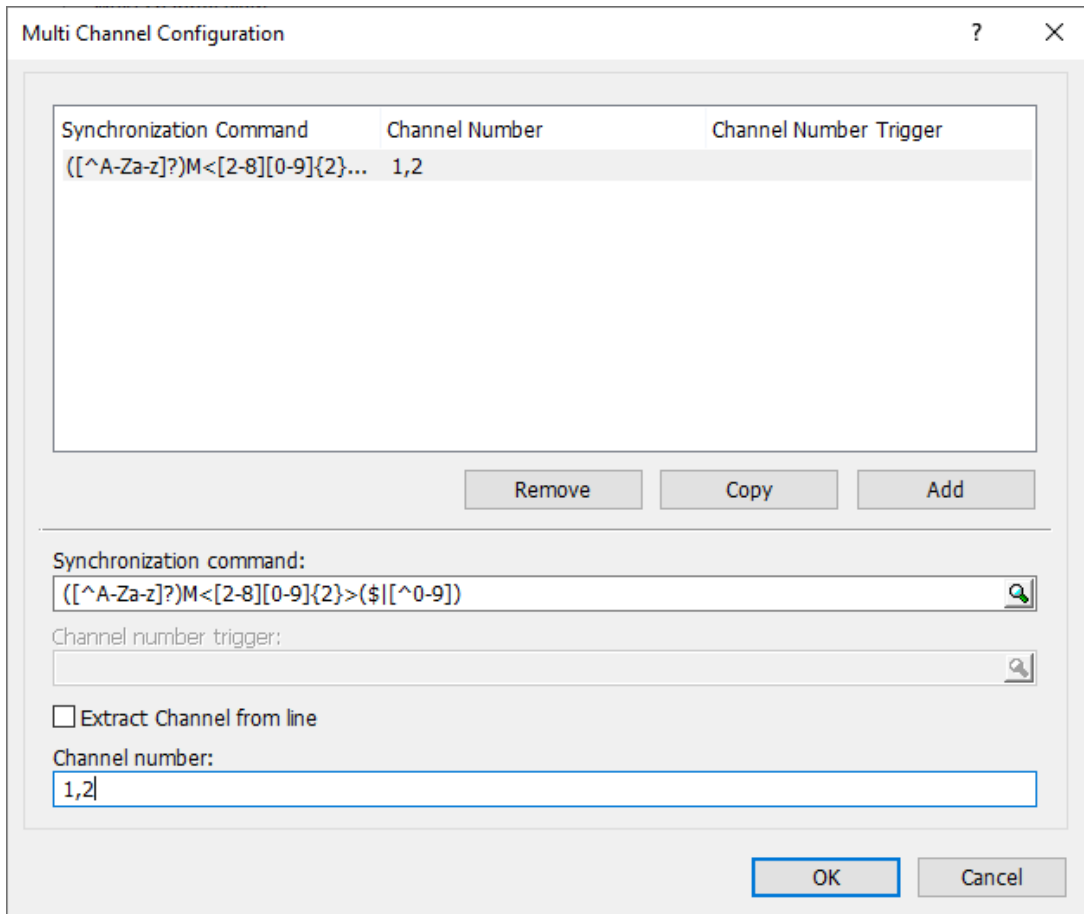 Multi Channel Configuration ?
Synchronization Command Channel Number Channel Number Trigger
([^A-Za-z]?)M<[2-8][0-9]{2}... 1,2
Remove Copy Add
Synchronization command:
([^A-Za-z]?)M<[2-8][0-9]{2}>($|[^0-9])
Channel number trigger:
Extract Channel from line
Channel number:
1,2
OK Cancel